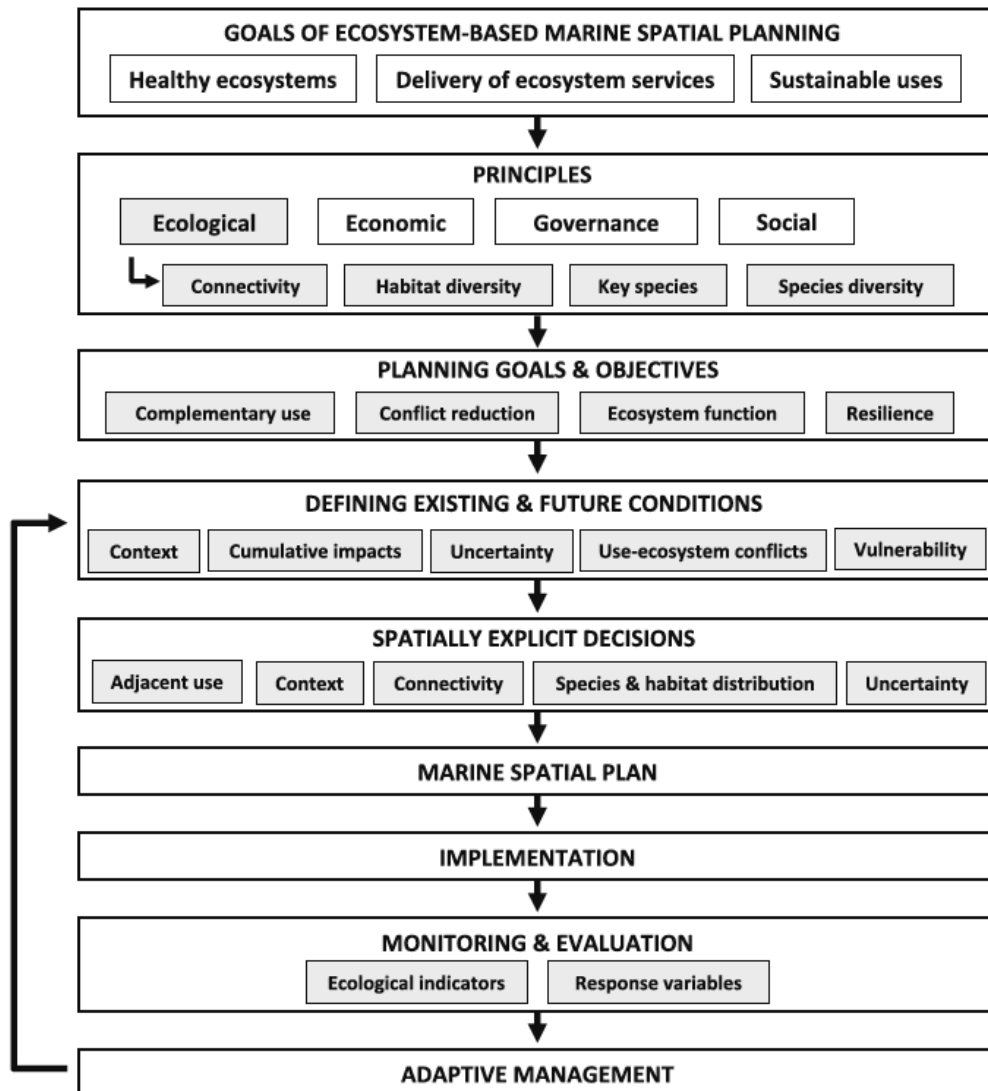 GOALS OF ECOSYSTEM-BASED MARINE SPATIAL PLANNING
Healthy ecosystems
Delivery of ecosystem services
Sustainable uses
PRINCIPLES
Ecological
Economic
Governance
Social
Connectivity
Habitat diversity
Key species
Species diversity
PLANNING GOALS & OBJECTIVES
Complementary use
Conflict reduction
Ecosystem function
Resilience
DEFINING EXISTING & FUTURE CONDITIONS
Context
Cumulative impacts
Uncertainty
Use-ecosystem conflicts
Vulnerability
SPATIALLY EXPLICIT DECISIONS
Adjacent use
Context
Connectivity
Species & habitat distribution
Uncertainty
MARINE SPATIAL PLAN
IMPLEMENTATION
MONITORING & EVALUATION
Ecological indicators
Response variables
ADAPTIVE MANAGEMENT